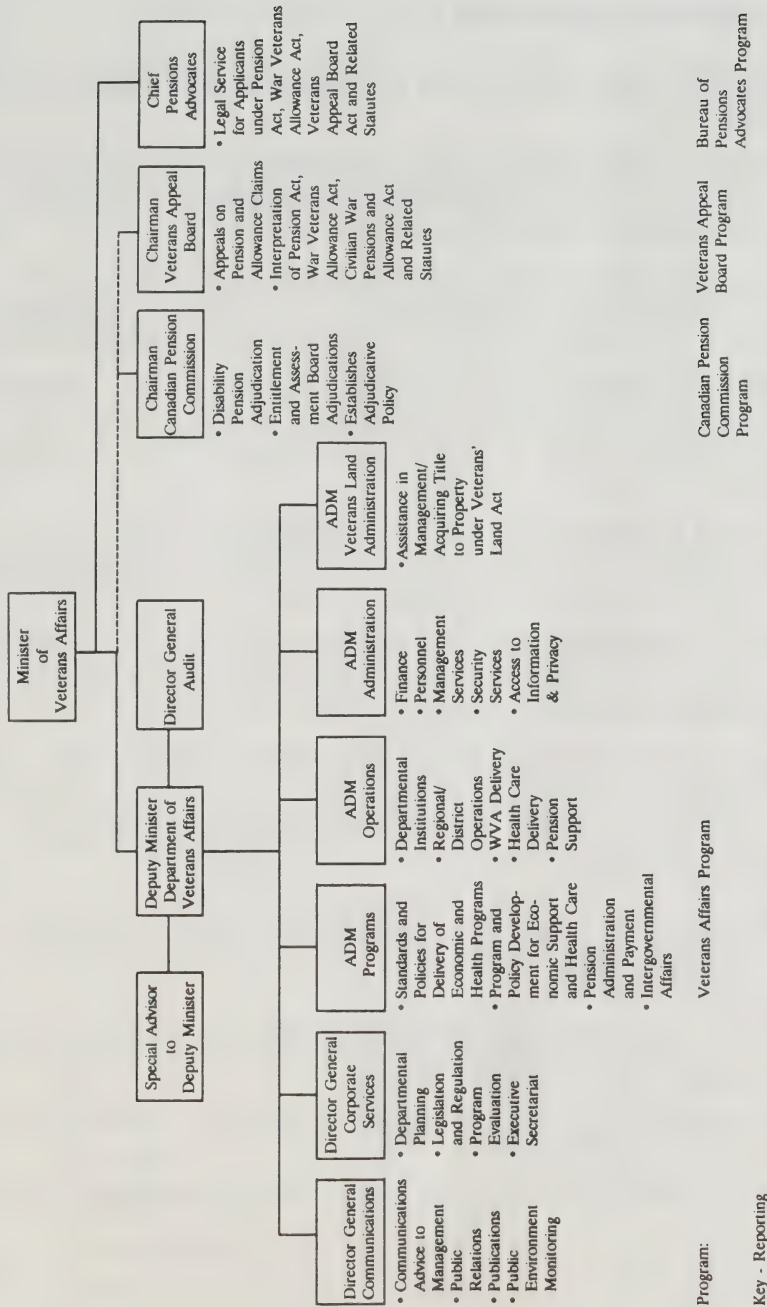 Minister
of
Veterans Affairs
Special Advisor
to
Deputy Minister
Deputy Minister
Department of
Veterans Affairs
Director General
Audit
Chairman
Canadian Pension
Commission
• Disability
Pension
Adjudication
• Entitlement
and Assess-
ment Board
Adjudications
• Establishes
Adjudicative
Policy
Chairman
Veterans Appeal
Board
• Appeals on
Pension and
Allowance Claims
• Interpretation
of Pension Act,
War Veterans
Allowance Act,
Civilian War
Pensions and
Allowance Act
and Related
Statutes
Chief
Pensions
Advocates
• Legal Service
for Applicants
under Pension
Act, War Veterans
Allowance Act,
Veterans
Appeal Board
Act and Related
Statutes
Director General
Communications
• Communications
Advice to
Management
• Public
Relations
• Publications
• Public
Environment
Monitoring
Director General
Corporate
Services
• Departmental
Planning
• Legislation
and Regulation
• Program
Evaluation
• Executive
Secretariat
ADM
Programs
• Standards and
Policies for
Delivery of
Economic and
Health Programs
• Program and
Policy Develop-
ment for Eco-
nomic Support
and Health Care
• Pension
Administration
and Payment
• Intergovernmental
Affairs
ADM
Operations
• Departmental
Institutions
• Regional/
District
Operations
• WVA Delivery
• Health Care
Delivery
• Pension
Support
ADM
Administration
• Finance
• Personnel
• Management
Services
• Security
Services
• Access to
Information
& Privacy
ADM
Veterans Land
Administration
• Assistance in
Management/
Acquiring Title
to Property
under Veterans'
Land Act
Program:
Veterans Affairs Program
Canadian Pension
Commission
Program
Veterans Appeal
Board Program
Bureau of
Pensions
Advocates Program
Key - Reporting